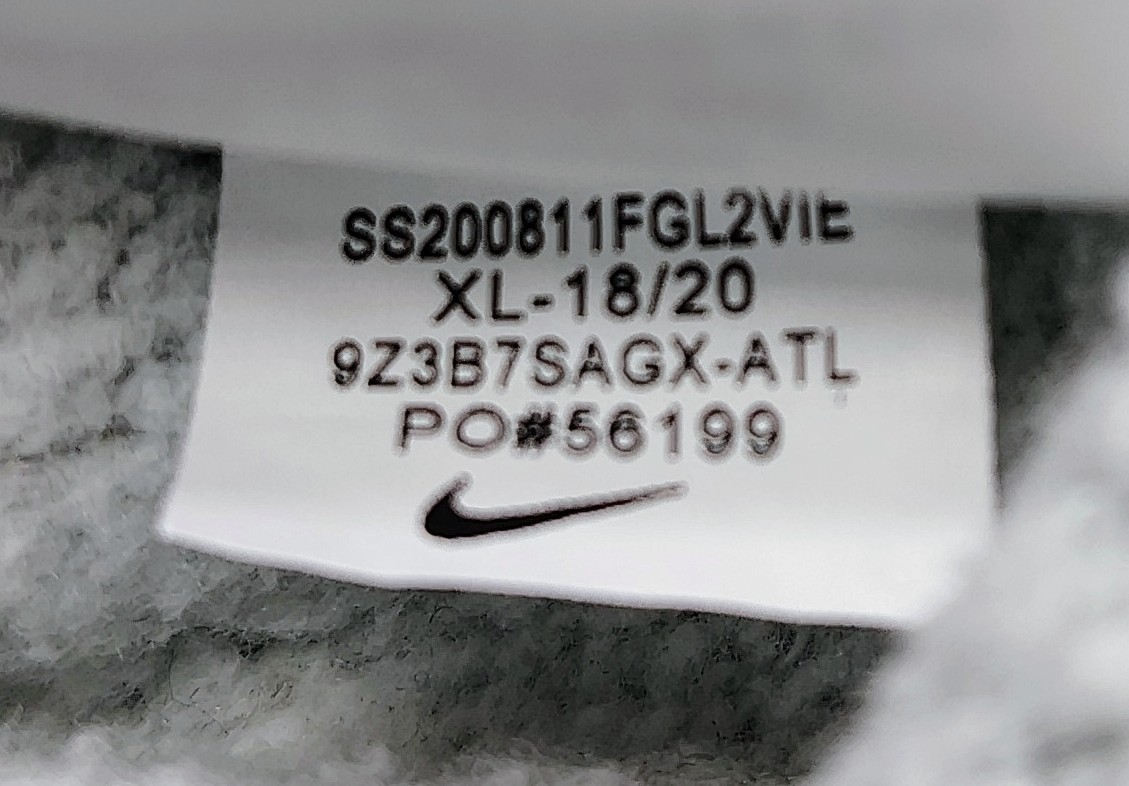 SS200811FGL2VIE
XL-18/20
9Z3B7SAGX-ATL
PO#56199